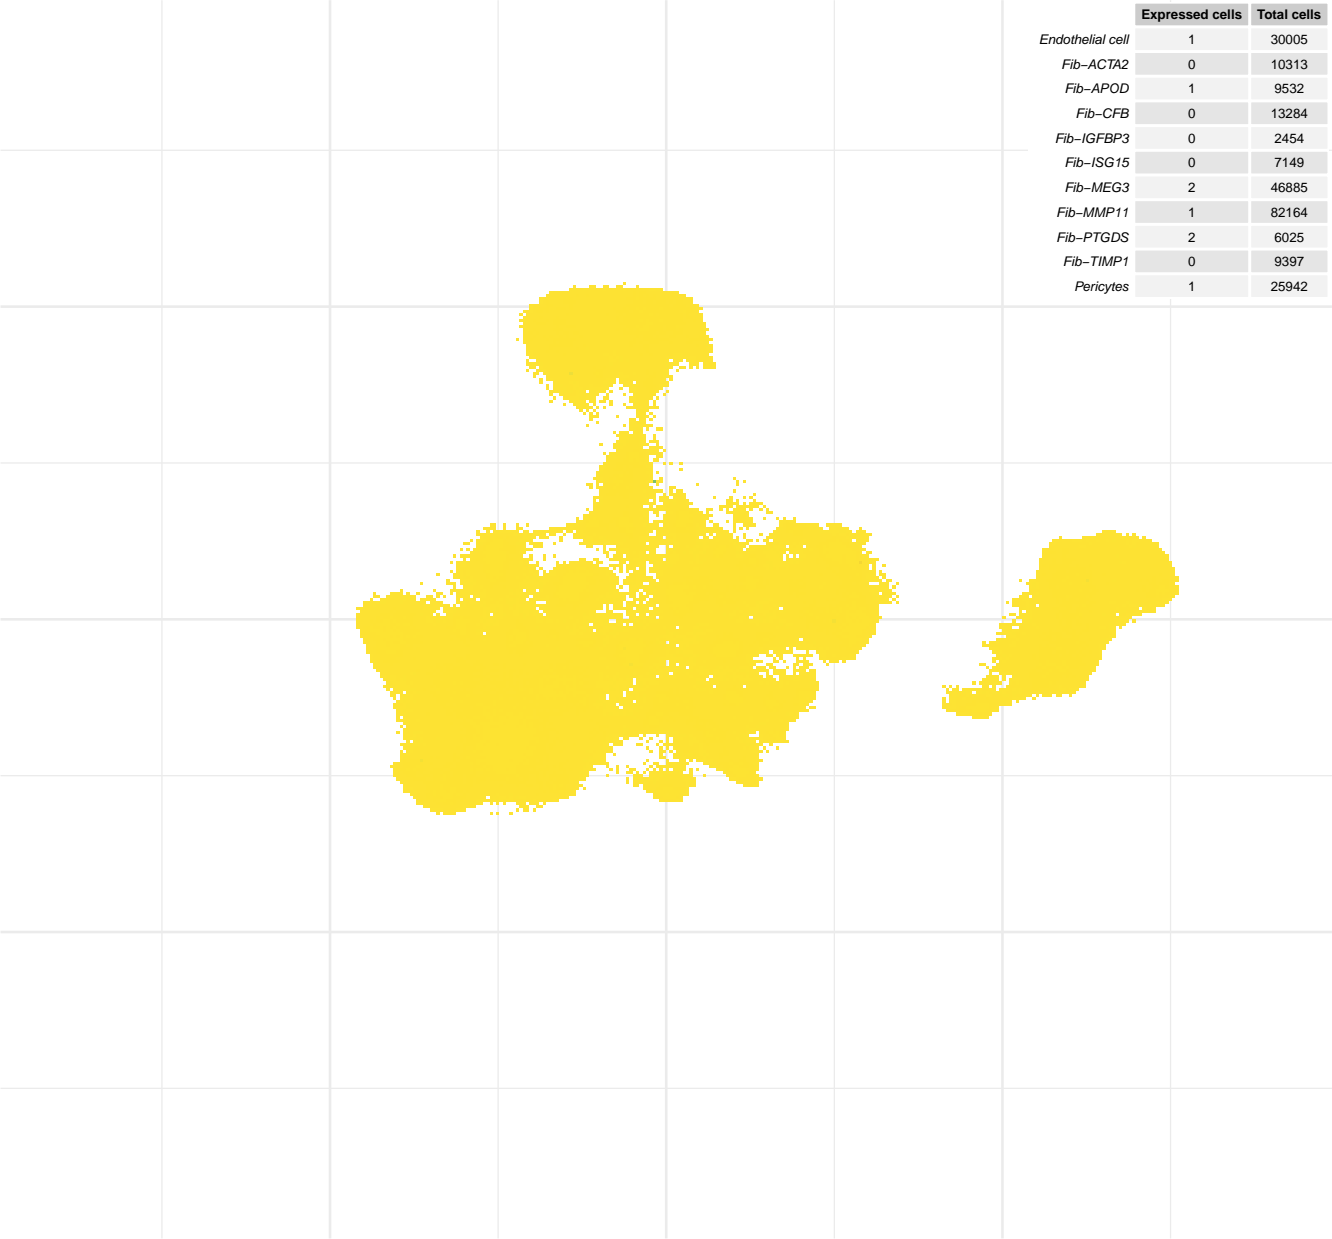 Expressed cells Total cells
Endothelial cell 1 30005
Fib−ACTA2 0 10313
Fib−APOD 1 9532
Fib−CFB 0 13284
Fib−IGFBP3 0 2454
Fib−ISG15 0 7149
Fib−MEG3 2 46885
Fib−MMP11 1 82164
Fib−PTGDS 2 6025
Fib−TIMP1 0 9397
Pericytes 1 25942